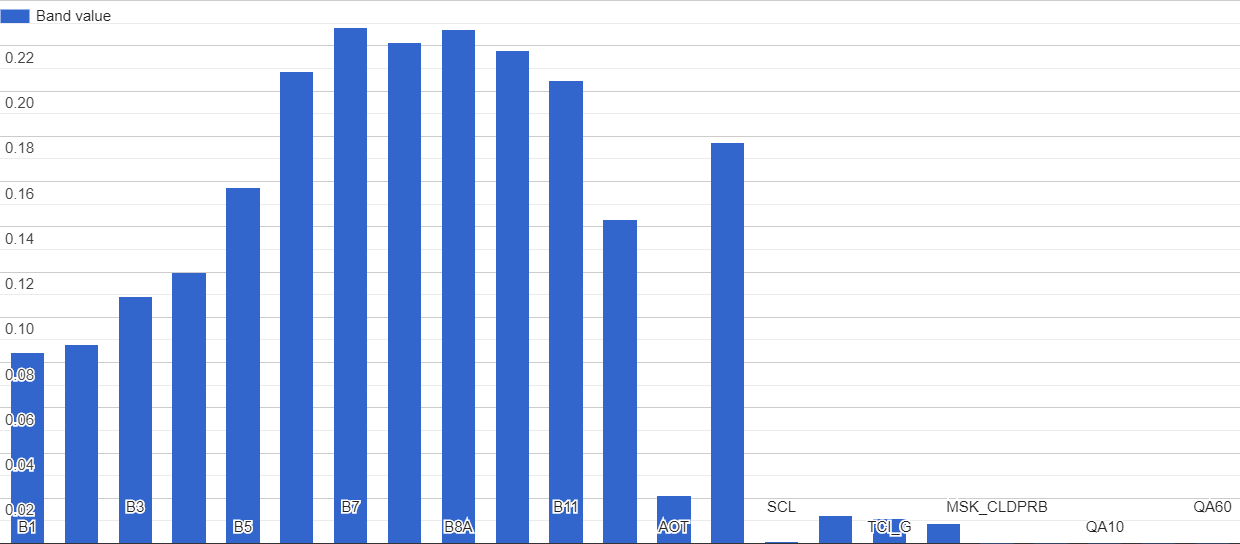 Band value
0.22
0.20
0.18
0.16
0.14
0.12
0.10
0.08
0.06
0.04
0.02
B1
B3
B5
B7
B8A
B11
AOT
SCL
TCI_G
MSK_CLDPRB
QA10
QA60